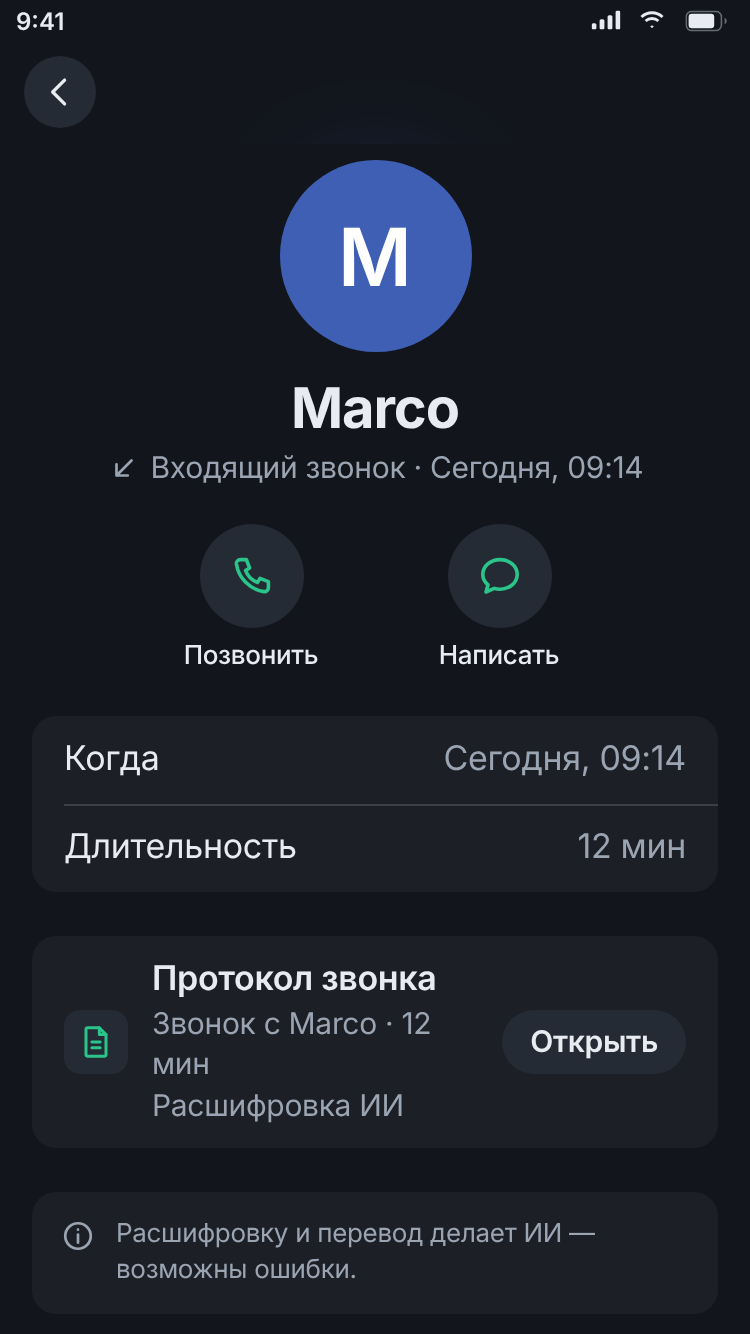 9:41
M
Marco
Входящий звонок · Сегодня, 09:14
Позвонить
Написать
Когда
Сегодня, 09:14
Длительность
12 мин
Протокол звонка
Звонок с Marco · 12
мин
Расшифровка ИИ
Открыть
Расшифровку и перевод делает ИИ —
возможны ошибки.